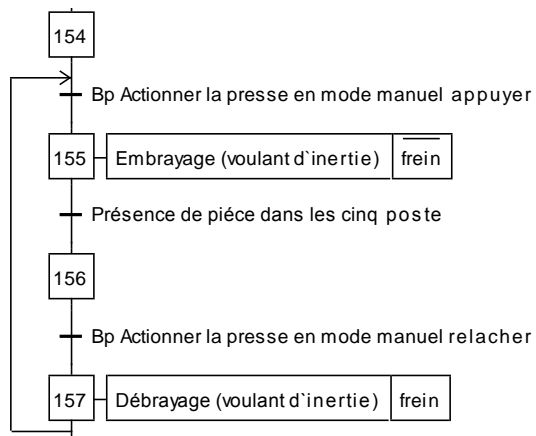 154
Bp Actionner la presse en mode manuel appuyer
155 Embrayage (voulant d`inertie) frein
Présence de piéce dans les cinq poste
156
Bp Actionner la presse en mode manuel relacher
157 Débrayage (voulant d`inertie) frein